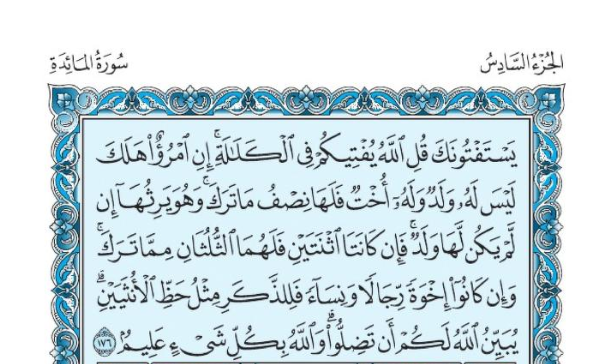 الجُزْءُ السَّادِسُ
سُورَةُ المَائِدَةِ
يَسْتَفْتُونَكَ قُلِ ٱللَّهُ يُفْتِيكُمْ فِى ٱلْكَلَٰلَةِۚ إِنِ ٱمْرُؤٌا۟ هَلَكَ
لَيْسَ لَهُۥ وَلَدٌ وَلَهُۥٓ أُخْتٌ فَلَهَا نِصْفُ مَا تَرَكَۚ وَهُوَ يَرِثُهَآ إِن
لَّمْ يَكُن لَّهَا وَلَدٌۚ فَإِن كَانَتَا ٱثْنَتَيْنِ فَلَهُمَا ٱلثُّلُثَانِ مِمَّا تَرَكَۚ
وَإِن كَانُوٓا۟ إِخْوَةً رِّجَالًا وَنِسَآءً فَلِلذَّكَرِ مِثْلُ حَظِّ ٱلْأُنثَيَيْنِۗ
يُبَيِّنُ ٱللَّهُ لَكُمْ أَن تَضِلُّوا۟ۗ وَٱللَّهُ بِكُلِّ شَىْءٍ عَلِيمٌۢ ١٧٦